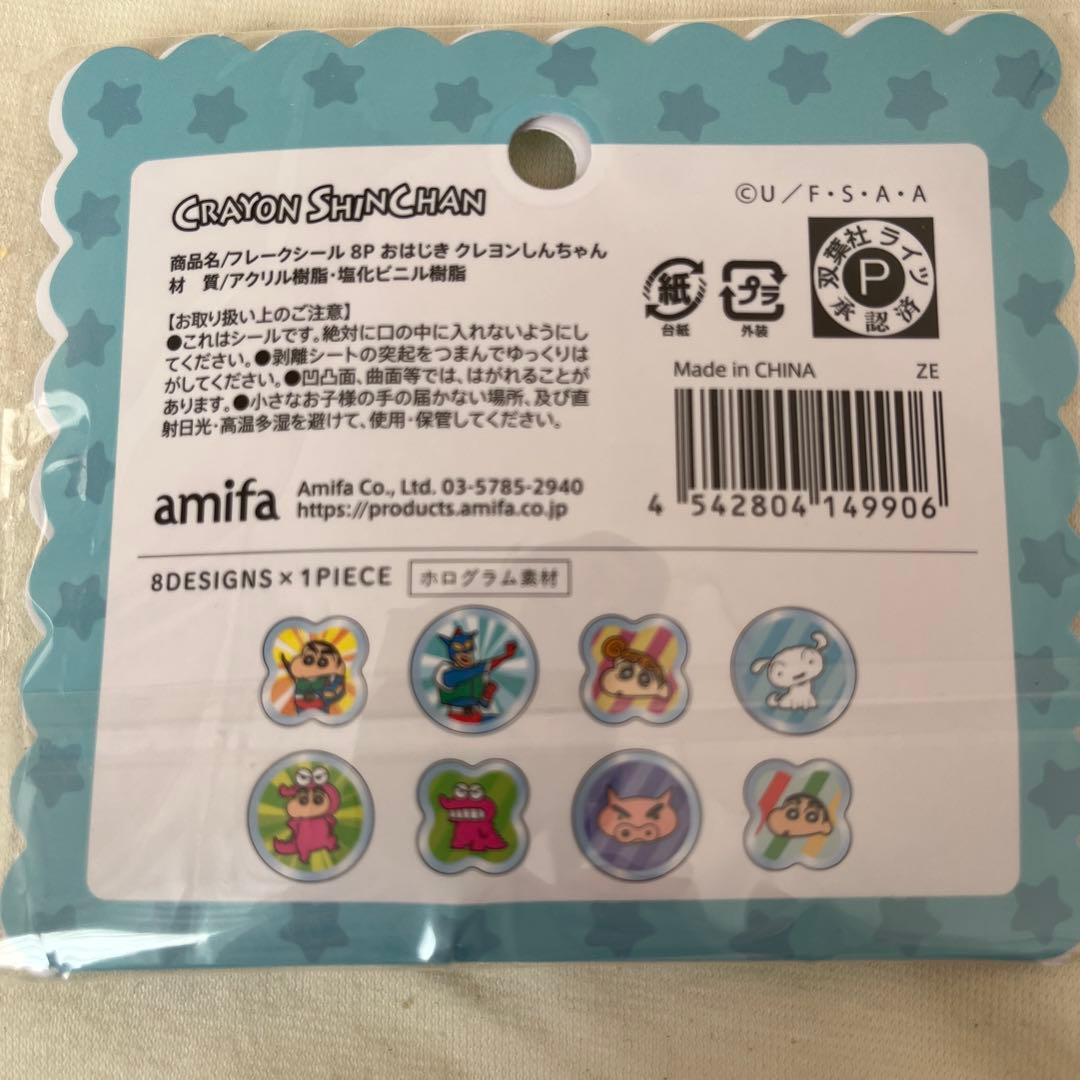 CRAYON SHINCHAN
©U／F・S・A・A
商品名/フレークシール 8P おはじき クレヨンしんちゃん
材　質/アクリル樹脂・塩化ビニル樹脂
【お取り扱い上のご注意】
●これはシールです。絶対に口の中に入れないようにし
てください。●剥離シートの突起をつまんでゆっくりは
がしてください。●凹凸面、曲面等では、はがれることが
あります。●小さなお子様の手の届かない場所、及び直
射日光・高温多湿を避けて、使用・保管してください。
紙
台紙
プラ
外装
双葉社 ライツ
P
承認済
Made in CHINA ZE
4 542804 149906
amifa
Amifa Co., Ltd. 03-5785-2940
https://products.amifa.co.jp
8DESIGNS × 1PIECE ホログラム素材